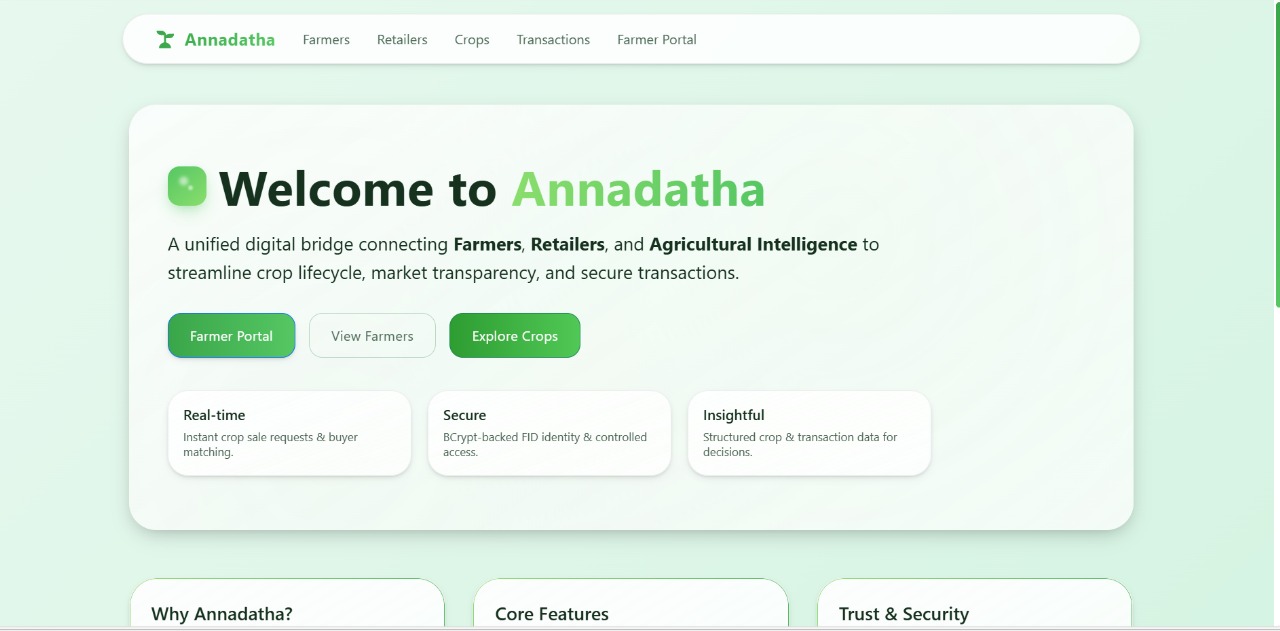 Annadatha Farmers Retailers Crops Transactions Farmer Portal
Welcome to Annadatha
A unified digital bridge connecting Farmers, Retailers, and Agricultural Intelligence to
streamline crop lifecycle, market transparency, and secure transactions.
Farmer Portal View Farmers Explore Crops
Real-time
Instant crop sale requests & buyer
matching.
Secure
BCrypt-backed FID identity & controlled
access.
Insightful
Structured crop & transaction data for
decisions.
Why Annadatha?
Core Features
Trust & Security